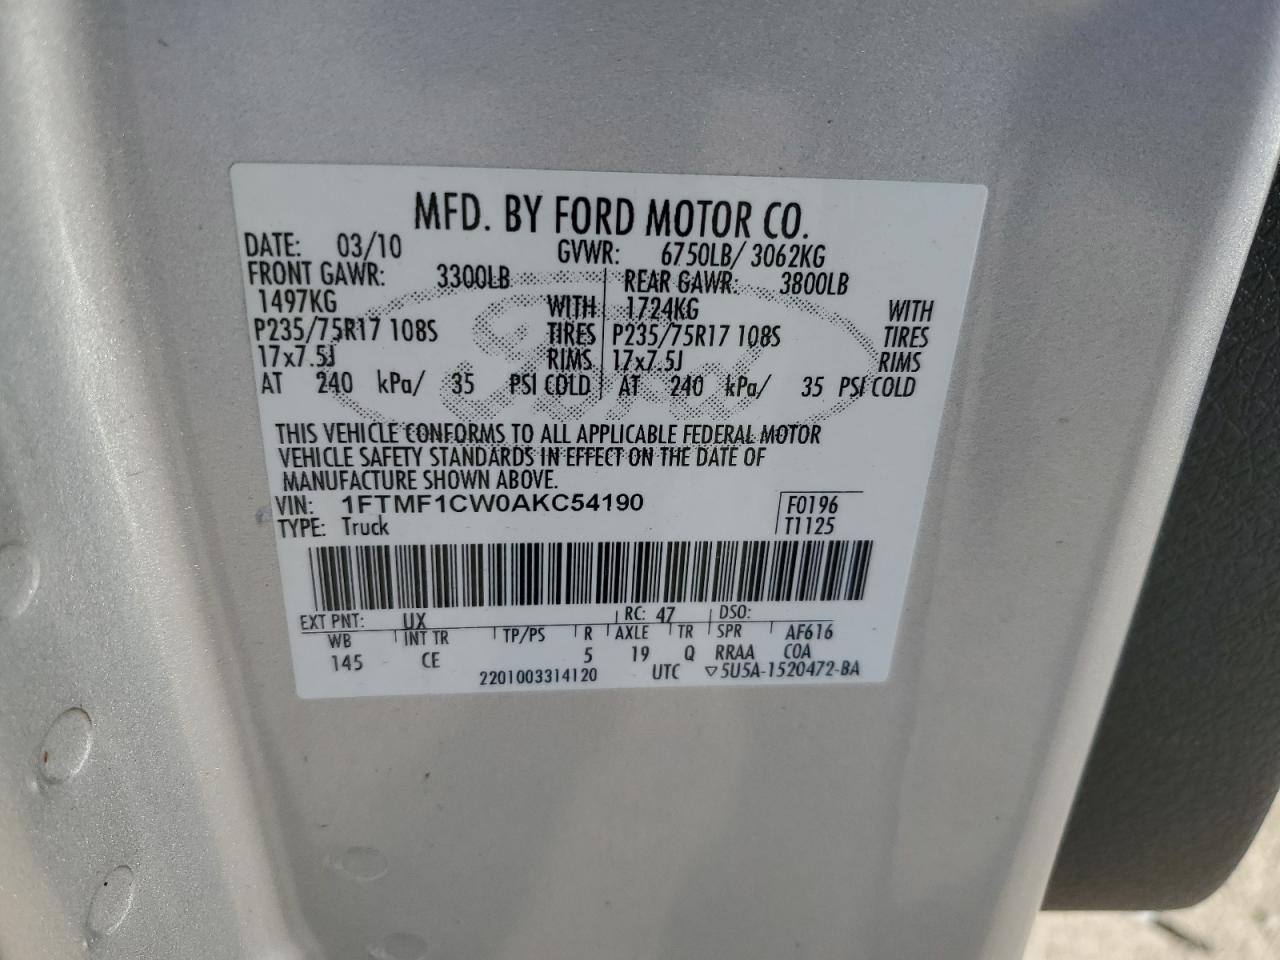 MFD. BY FORD MOTOR CO.
DATE: 03/10 GVWR: 6750LB/ 3062KG
FRONT GAWR: 3300LB REAR GAWR: 3800LB
1497KG WITH 1724KG WITH
P235/75R17 108S TIRES P235/75R17 108S TIRES
17x7.5J RIMS 17x7.5J RIMS
AT 240 kPa/ 35 PSI COLD AT 240 kPa/ 35 PSI COLD
THIS VEHICLE CONFORMS TO ALL APPLICABLE FEDERAL MOTOR
VEHICLE SAFETY STANDARDS IN EFFECT ON THE DATE OF
MANUFACTURE SHOWN ABOVE.
VIN: 1FTMF1CW0AKC54190 F0196
TYPE: Truck T1125
EXT PNT: UX RC: 47 DSO:
WB INT TR TP/PS R AXLE TR SPR AF616
145 CE 5 19 Q RRAA COA
2201003314120 UTC ▽5U5A-1520472-BA
Ford